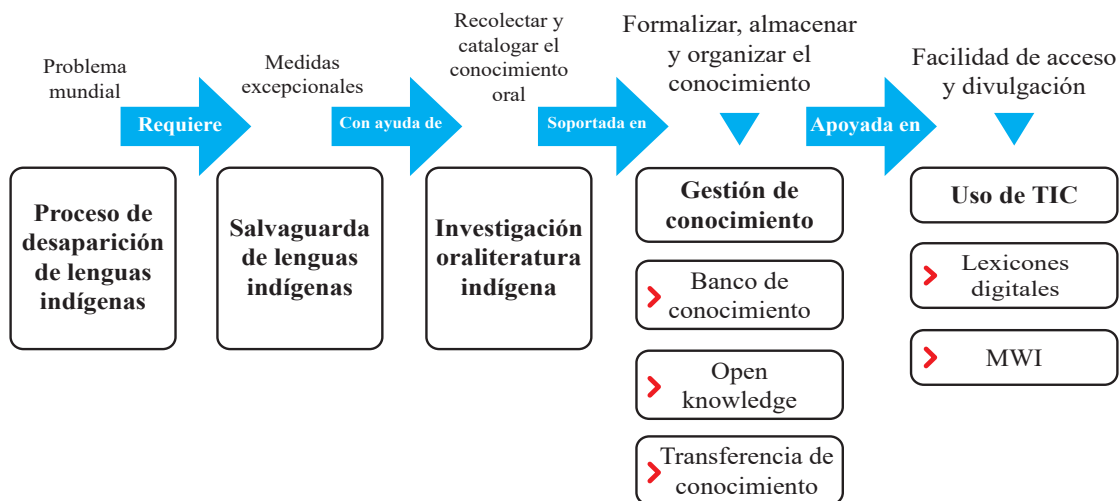 Problema
mundial
Requiere
Medidas
excepcionales
Con ayuda de
Recolectar y
catalogar el
conocimiento
oral
Soportada en
Formalizar, almacenar
y organizar el
conocimiento
Apoyada en
Facilidad de acceso
y divulgación
Proceso de
desaparición
de lenguas
indígenas
Salvaguarda
de lenguas
indígenas
Investigación
oraliteratura
indígena
Gestión de
conocimiento
Banco de
conocimiento
Open
knowledge
Transferencia de
conocimiento
Uso de TIC
Lexicones
digitales
MWI